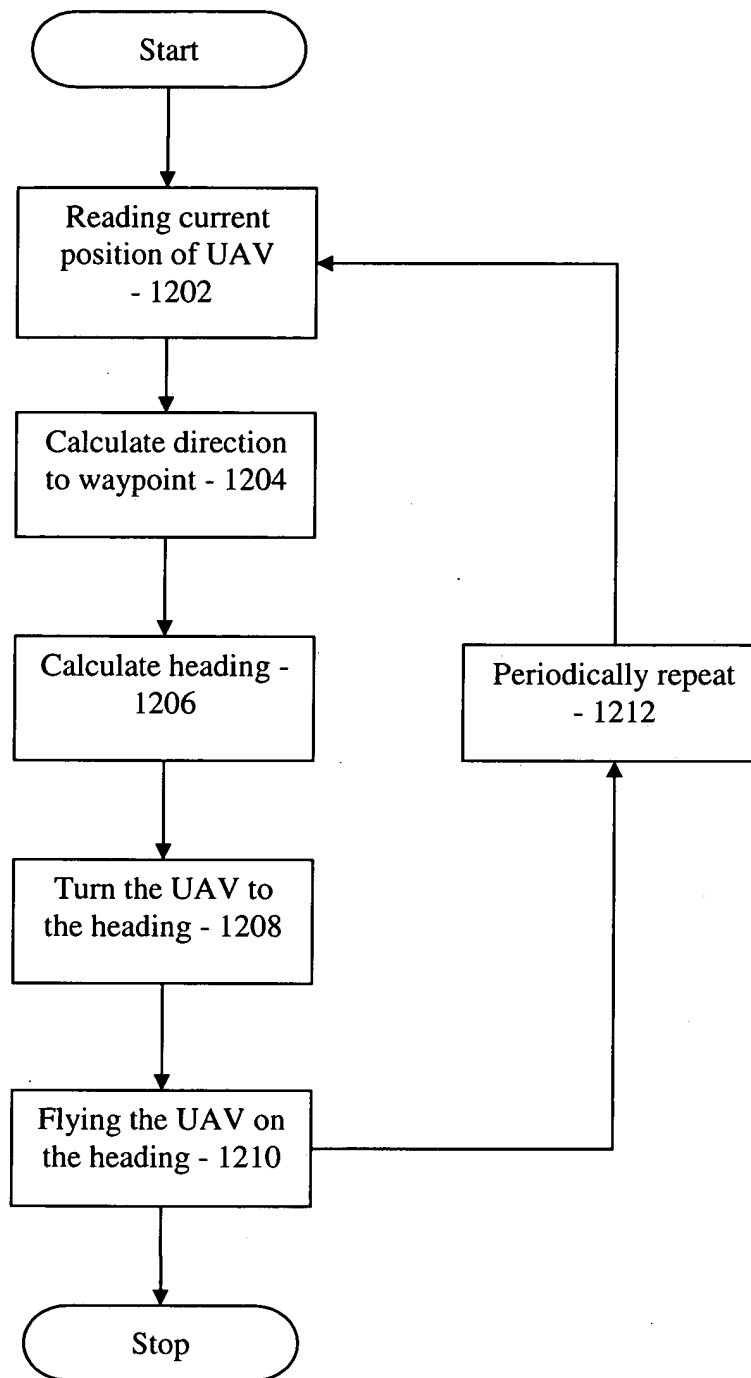 Start
Reading current
position of UAV
- 1202
Calculate direction
to waypoint - 1204
Calculate heading -
1206
Periodically repeat
- 1212
Turn the UAV to
the heading - 1208
Flying the UAV on
the heading - 1210
Stop